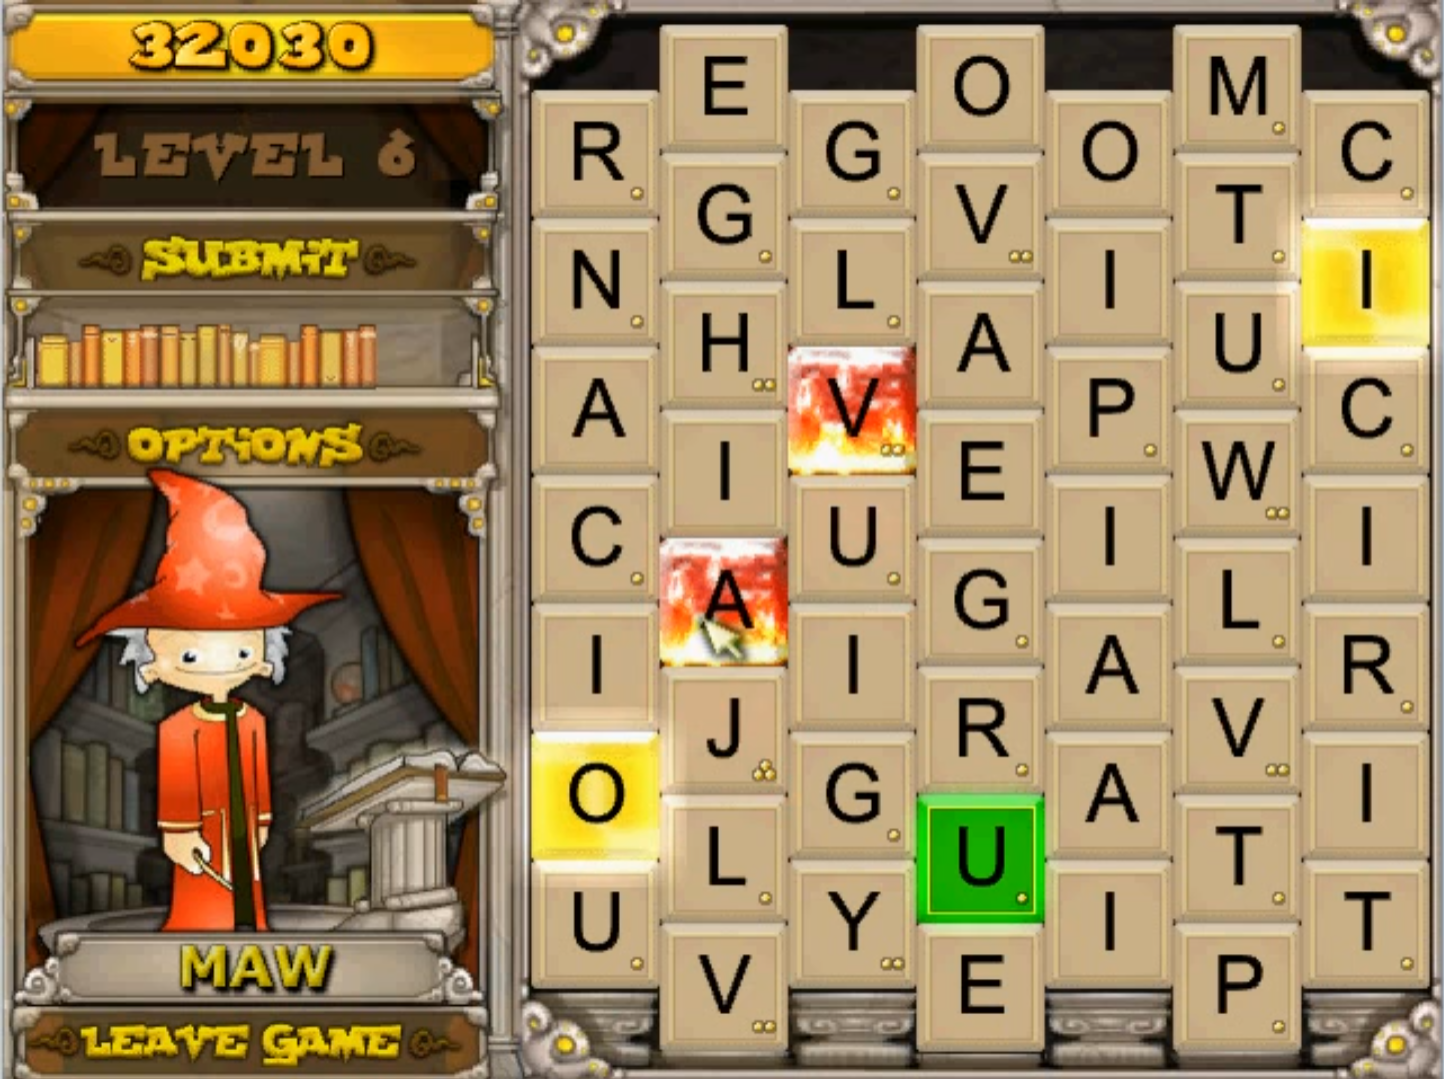 32030
LEVEL 6
SUBMIT
OPTIONS
MAW
LEAVE GAME
E O M
R G O C
G V T
N L I I
H A U
A V P C
I E W
C U I I
A G L
I I A R
J R V
O G A I
L U T
U Y I T
V E P